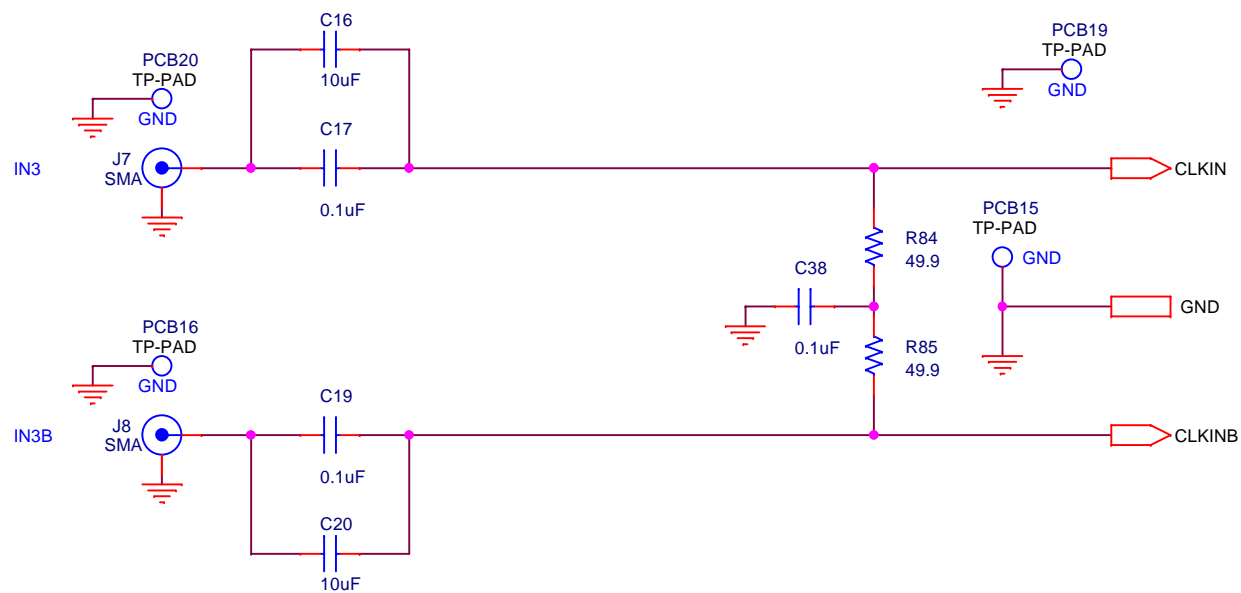 C16
10uF
PCB20
TP-PAD
GND
PCB19
TP-PAD
GND
C17
0.1uF
IN3
J7
SMA
CLKIN
R84
49.9
PCB15
TP-PAD
GND
C38
0.1uF
GND
R85
49.9
PCB16
TP-PAD
GND
C19
0.1uF
IN3B
J8
SMA
CLKINB
C20
10uF